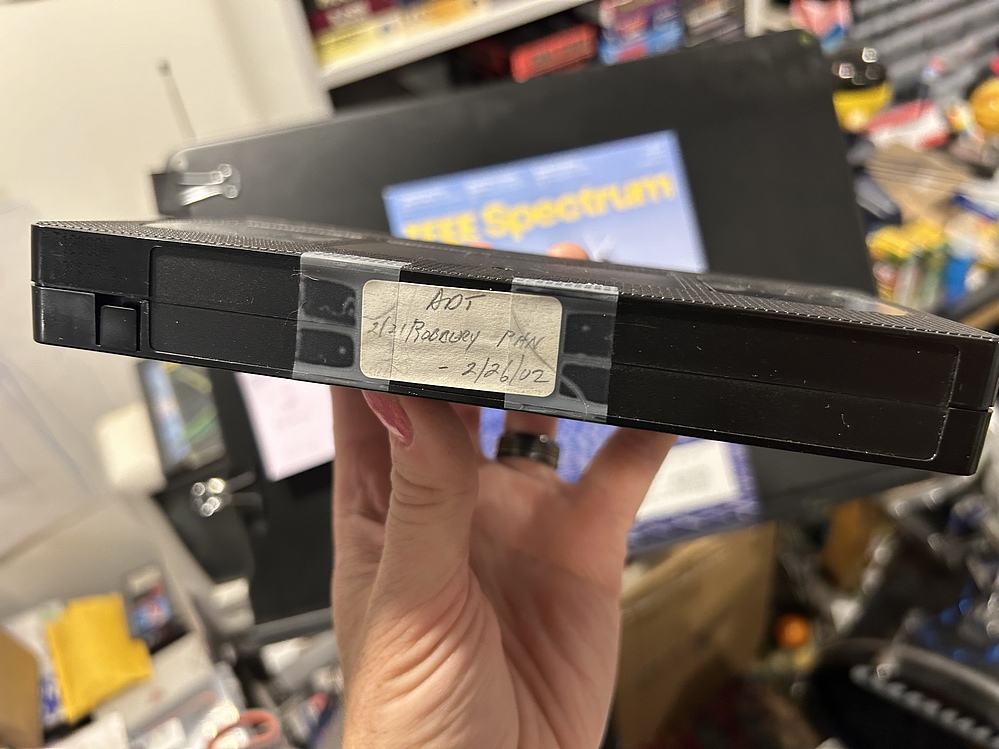 IEEE Spectrum
ADT
2/21 ROBBERY PAN
- 2/26/02